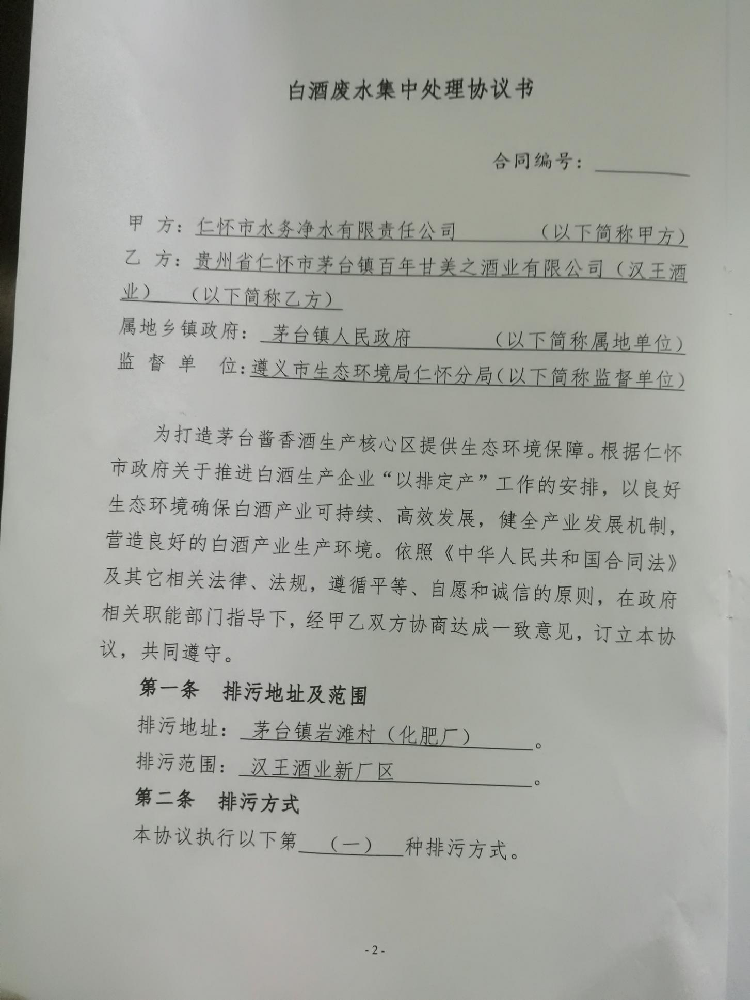 白酒废水集中处理协议书
合同编号：
甲 方：仁怀市水务净水有限责任公司 （以下简称甲方）
乙 方：贵州省仁怀市茅台镇百年甘美之酒业有限公司（汉王酒
业） （以下简称乙方）
属地乡镇政府： 茅台镇人民政府 （以下简称属地单位）
监 督 单 位：遵义市生态环境局仁怀分局（以下简称监督单位）
为打造茅台酱香酒生产核心区提供生态环境保障。根据仁怀
市政府关于推进白酒生产企业“以排定产”工作的安排，以良好
生态环境确保白酒产业可持续、高效发展，健全产业发展机制，
营造良好的白酒产业生产环境。依照《中华人民共和国合同法》
及其它相关法律、法规，遵循平等、自愿和诚信的原则，在政府
相关职能部门指导下，经甲乙双方协商达成一致意见，订立本协
议，共同遵守。
第一条 排污地址及范围
排污地址： 茅台镇岩滩村（化肥厂） 。
排污范围： 汉王酒业新厂区 。
第二条 排污方式
本协议执行以下第 （一） 种排污方式。
- 2 -